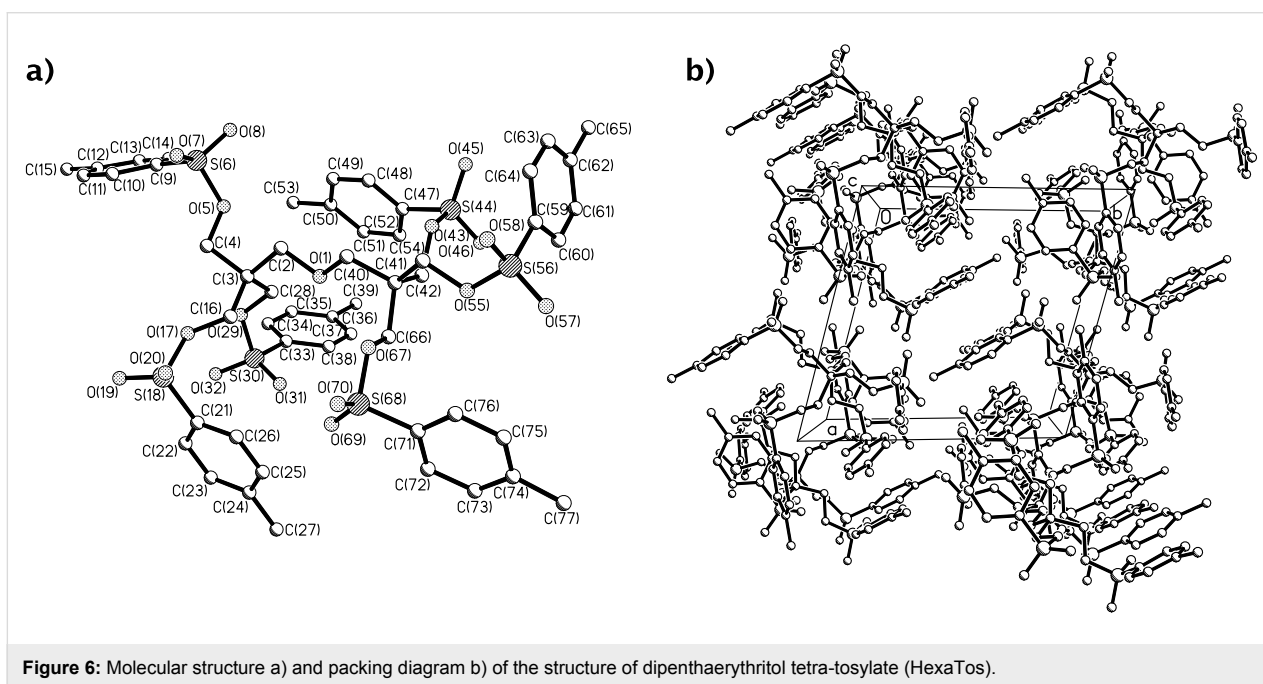 a)
b)
O(8)
C(14) O(7)
C(13)
C(12)
C(15)
S(6)
C(11)
C(10)
C(9)
O(5)
C(4)
C(2)
O(1)
C(3)
C(40)
C(28)
C(39)
C(16)
C(35)
O(29)
C(34)
C(36)
C(37)
O(17)
C(33)
C(38)
O(20)
S(30)
O(32)
O(31)
O(19)
S(18)
C(21)
C(22)
C(26)
C(25)
C(23)
C(24)
C(27)
C(49)
C(48)
C(53)
C(47)
O(45)
S(44)
C(50)
C(52)
O(43)
C(51)
C(54)
O(46)
C(41)
C(42)
C(63)
C(65)
C(64)
C(62)
C(59)
C(61)
O(58)
C(60)
S(56)
O(55)
O(57)
C(66)
O(67)
O(70)
S(68)
O(69)
C(76)
C(75)
C(71)
C(72)
C(74)
C(73)
C(77)
c
0
b
a
Figure 6: Molecular structure a) and packing diagram b) of the structure of dipenthaerythritol tetra-tosylate (HexaTos).